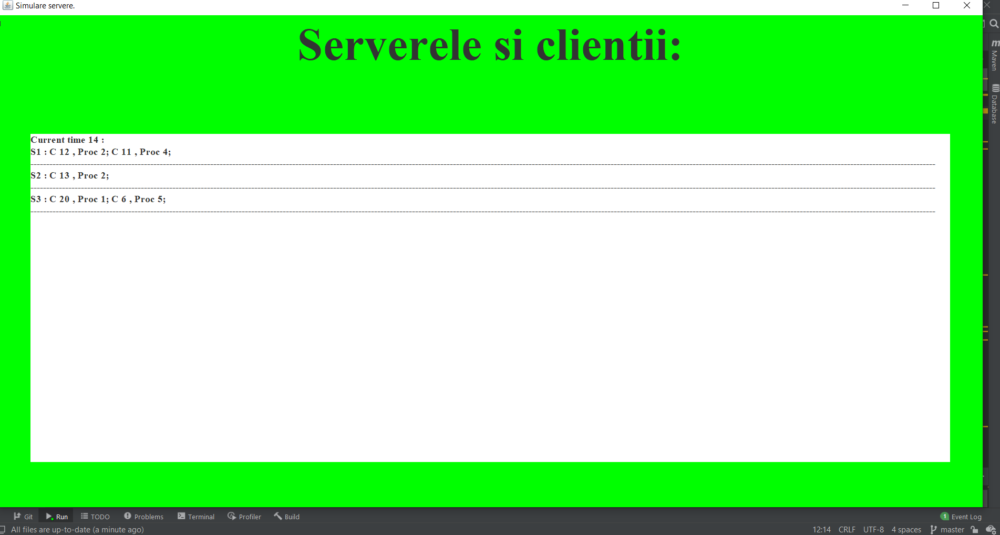 Simulare servere.
Serverele si clientii:
Current time 14 :
S1 : C 12 , Proc 2; C 11 , Proc 4;
S2 : C 13 , Proc 2;
S3 : C 20 , Proc 1; C 6 , Proc 5;
m Maven
Database
Git Run TODO Problems Terminal Profiler Build 1 Event Log
All files are up-to-date (a minute ago) 12:14 CRLF UTF-8 4 spaces master